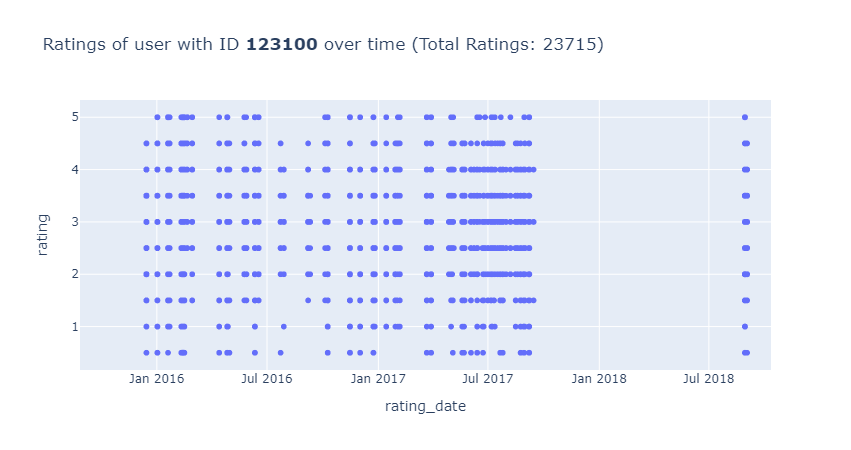 Ratings of user with ID 123100 over time (Total Ratings: 23715)
5
4
3
2
1
rating
Jan 2016
Jul 2016
Jan 2017
Jul 2017
Jan 2018
Jul 2018
rating_date